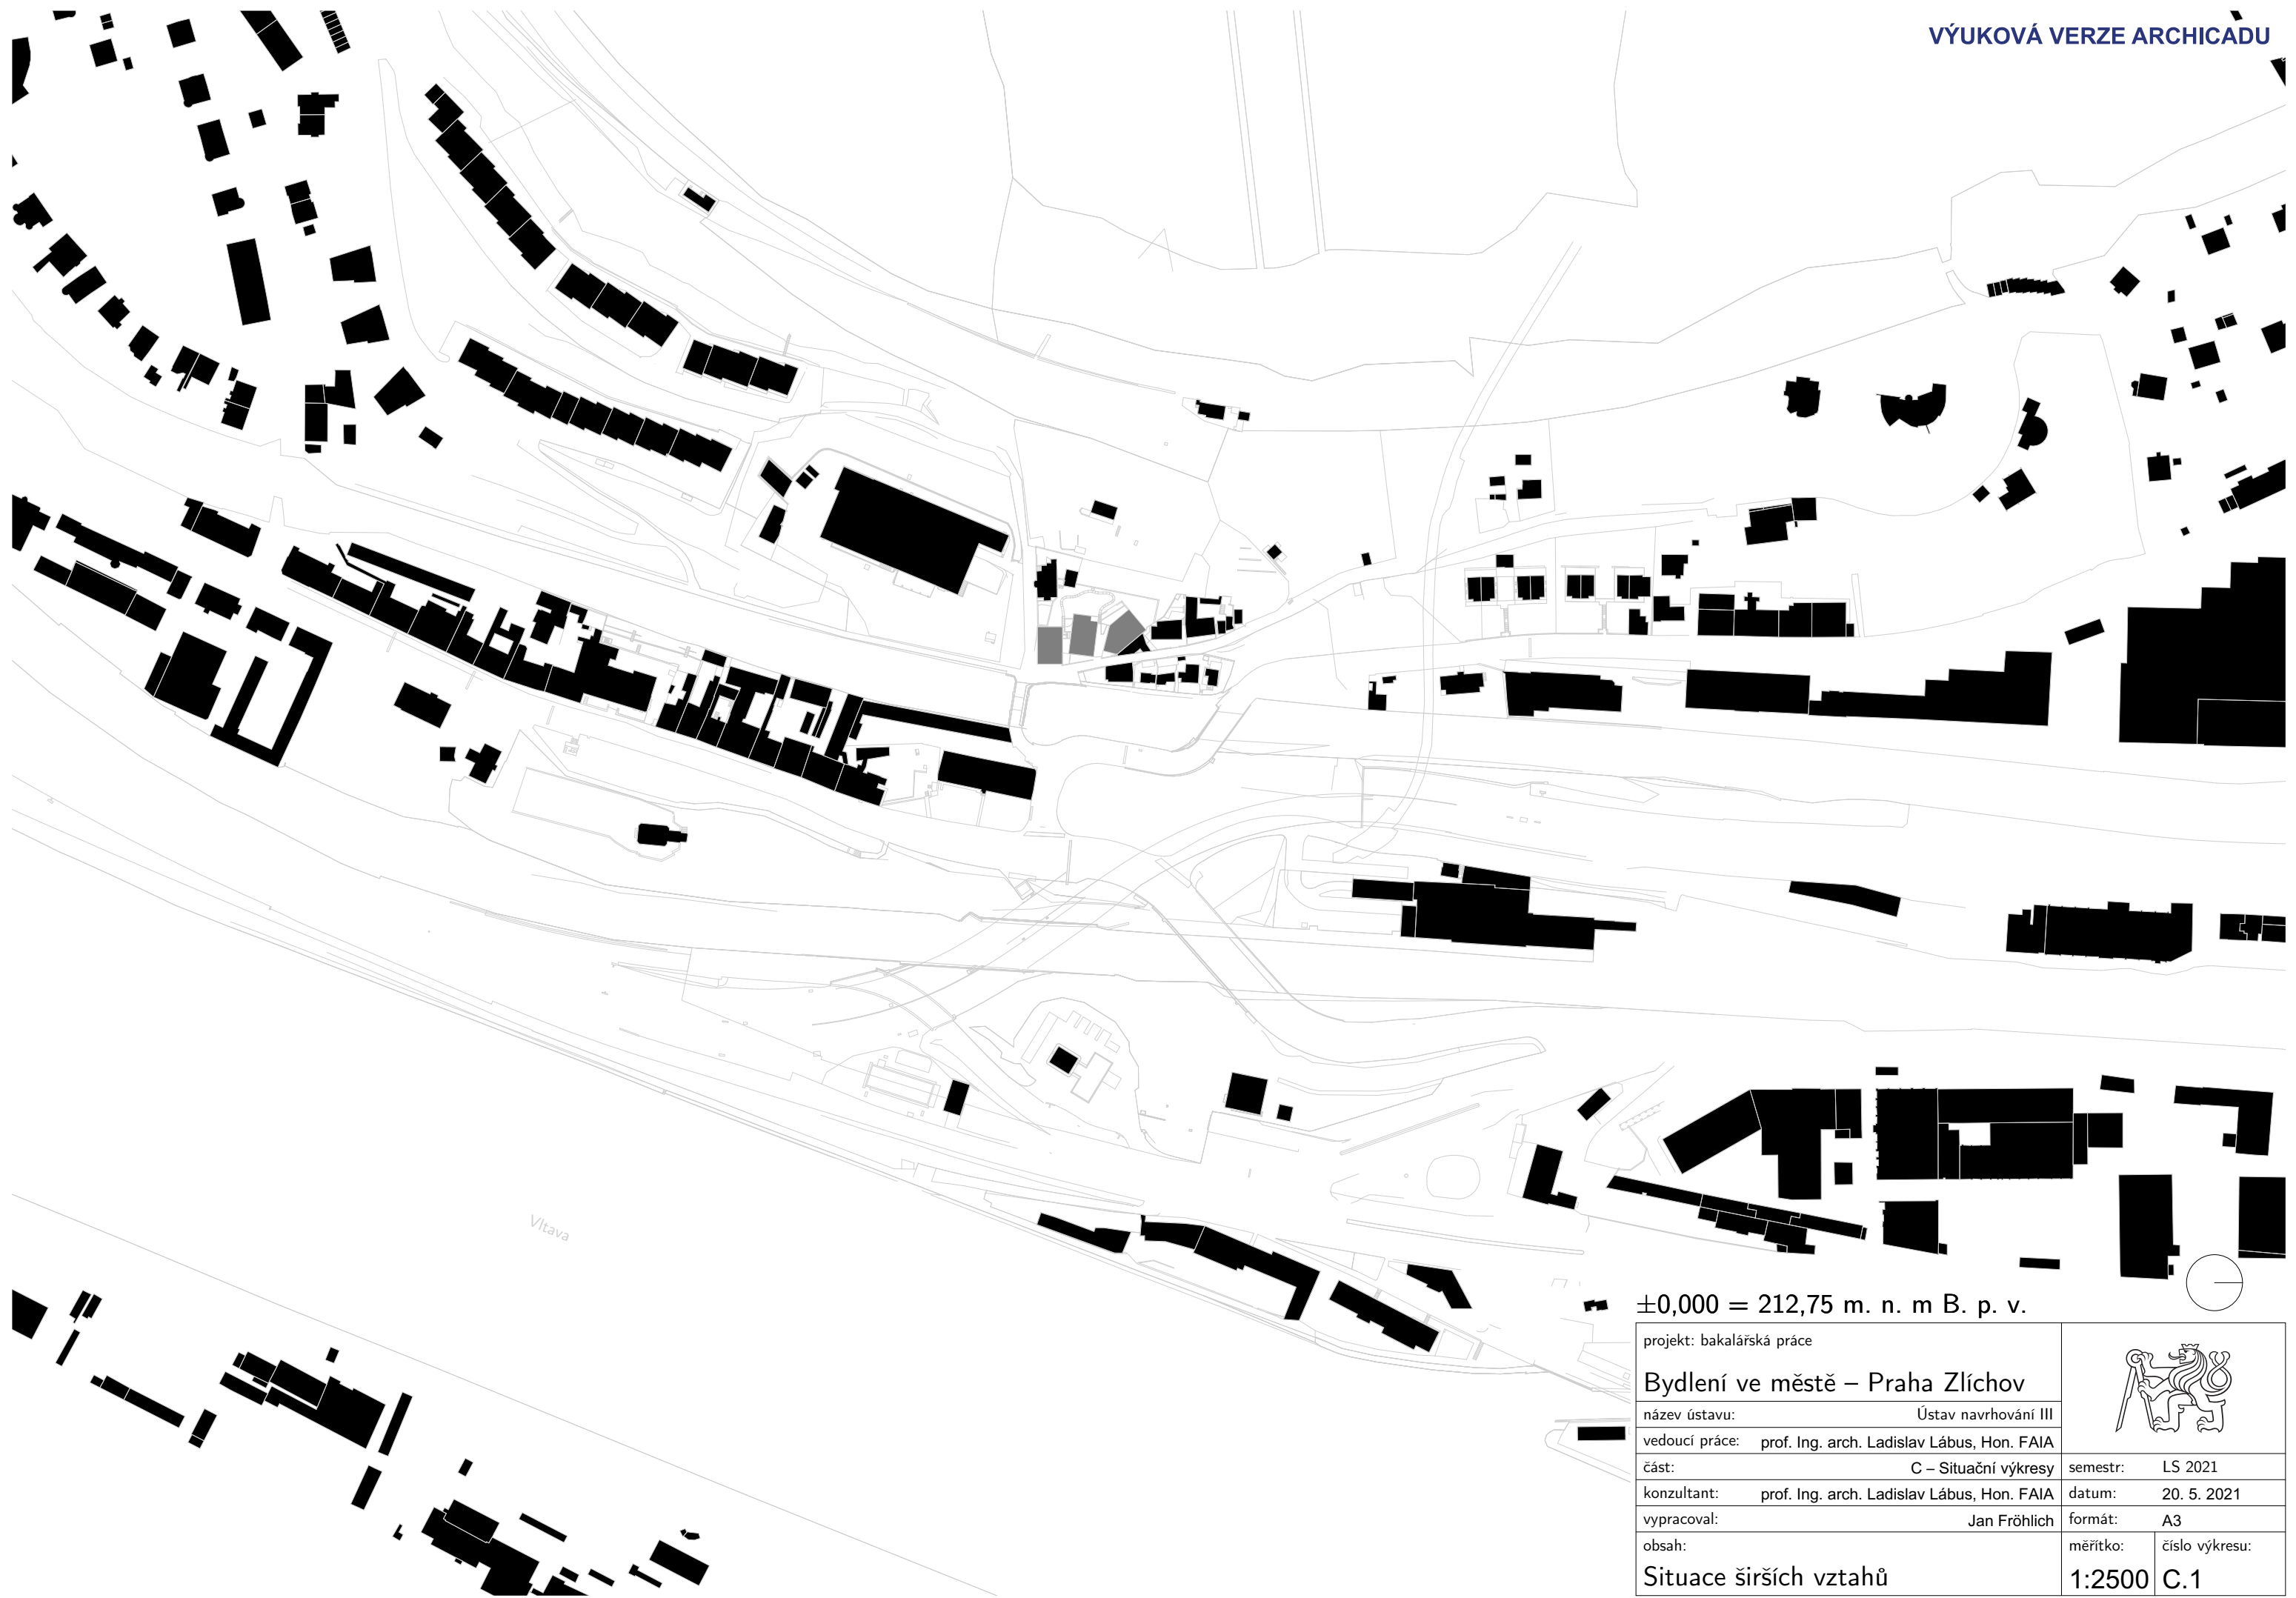 VÝUKOVÁ VERZE ARCHICADU
Vltava
±0,000 = 212,75 m. n. m B. p. v.
projekt: bakalářská práce
Bydlení ve městě – Praha Zlíchov
název ústavu: Ústav navrhování III
vedoucí práce: prof. Ing. arch. Ladislav Lábus, Hon. FAIA
část: C – Situační výkresy
semestr: LS 2021
konzultant: prof. Ing. arch. Ladislav Lábus, Hon. FAIA
datum: 20. 5. 2021
vypracoval: Jan Fröhlich
formát: A3
obsah:
Situace širších vztahů
měřítko:
1:2500
číslo výkresu:
C.1